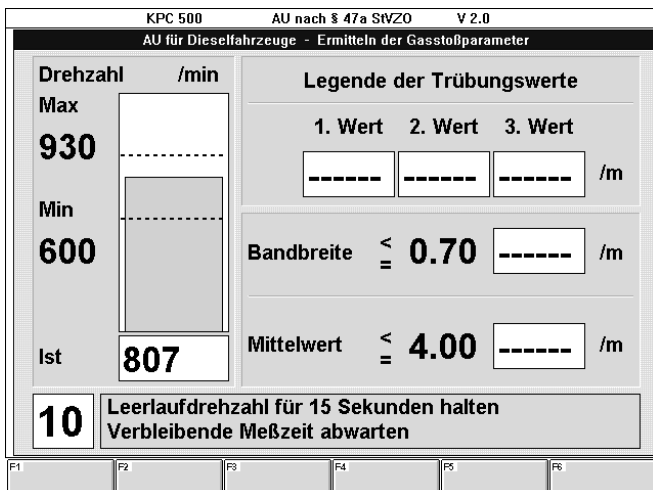 KPC 500 AU nach § 47a StVZO V 2.0
AU für Dieselfahrzeuge - Ermitteln der Gasstoßparameter
Drehzahl /min
Max
930
Min
600
Ist 807
Legende der Trübungswerte
1. Wert 2. Wert 3. Wert
------ ------ ------ /m
Bandbreite < = 0.70 ------ /m
Mittelwert < = 4.00 ------ /m
10 Leerlaufdrehzahl für 15 Sekunden halten
Verbleibende Meßzeit abwarten
F1 F2 F3 F4 F5 F6